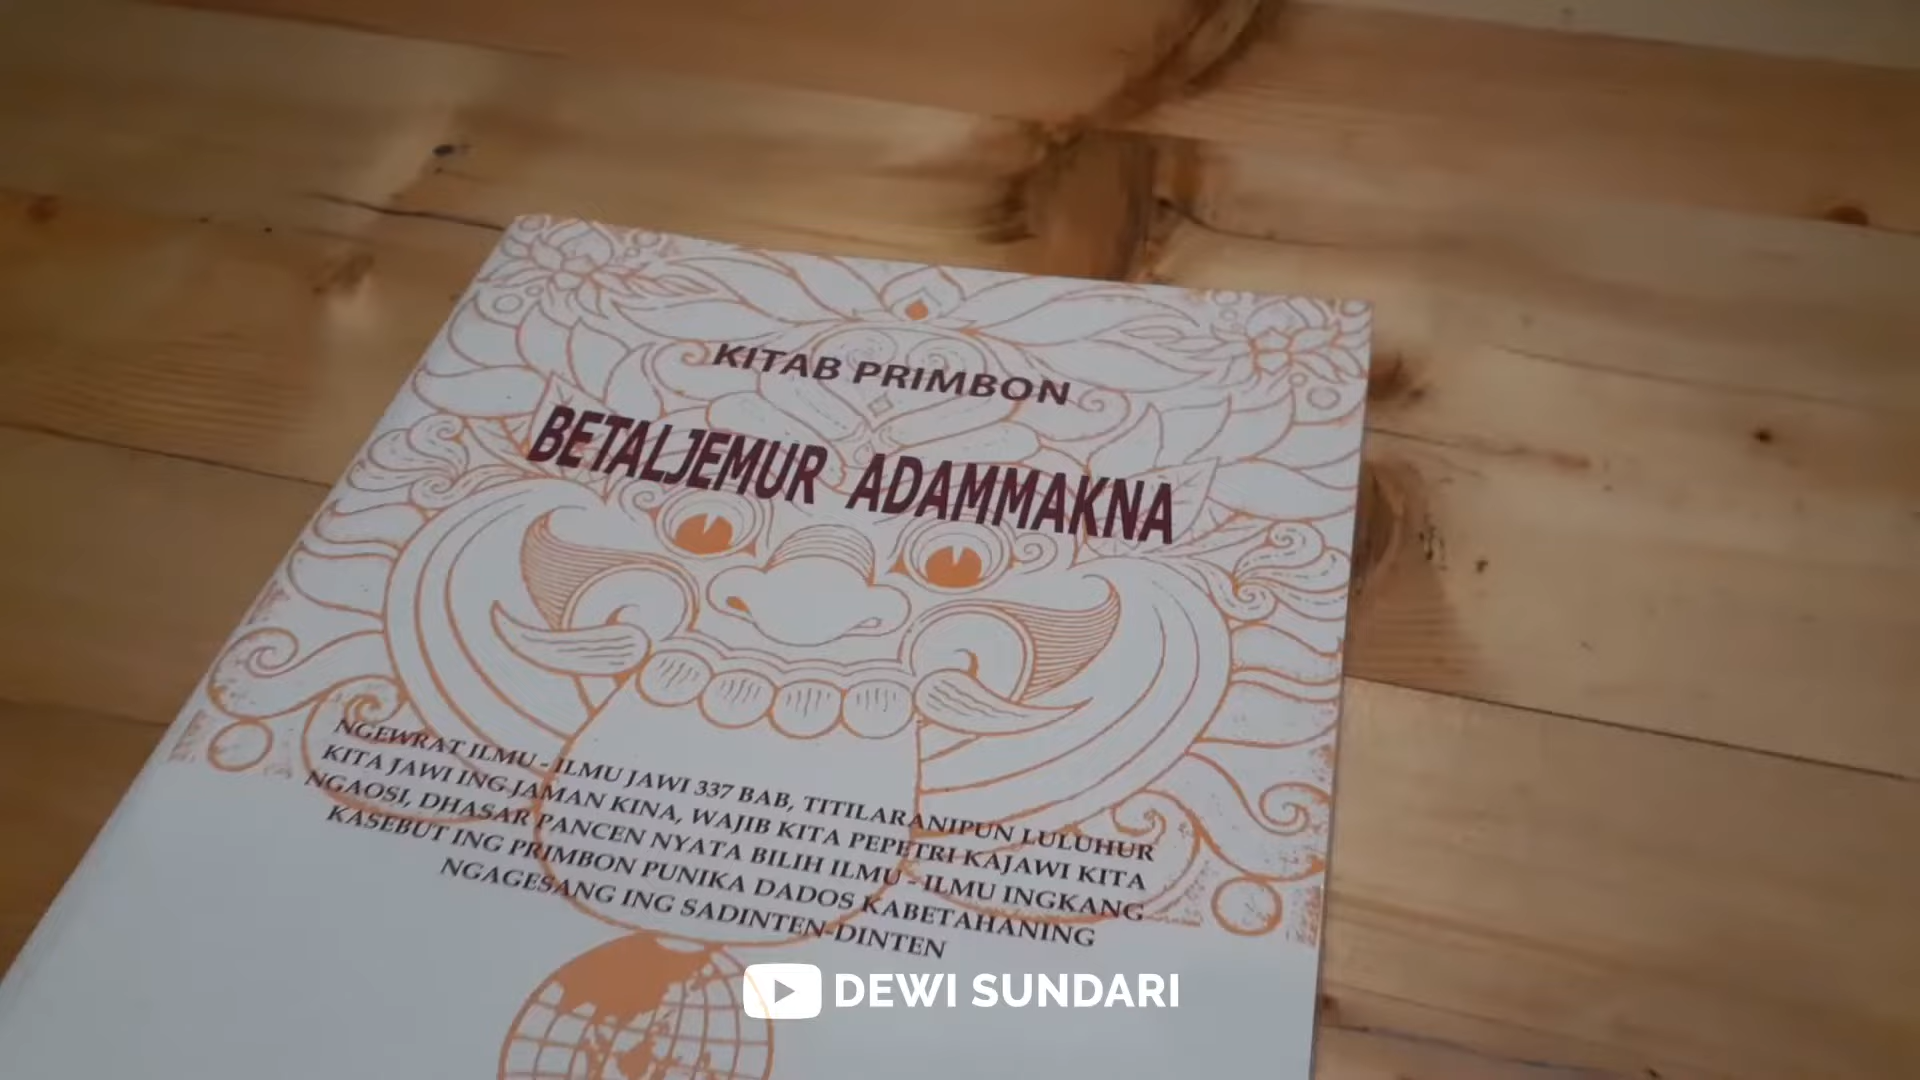 KITAB PRIMBON
BETALJEMUR ADAMMAKNA
NGEWRAT ILMU - ILMU JAWI 337 BAB, TITILARANIPUN LULUHUR
KITA JAWI ING JAMAN KINA, WAJIB KITA PEPETRI KAJAWI KITA
NGAOSI, DHASAR PANCEN NYATA BILIH ILMU - ILMU INGKANG
KASEBUT ING PRIMBON PUNIKA DADOS KABETAHANING
NGAGESANG ING SADINTEN-DINTEN
DEWI SUNDARI